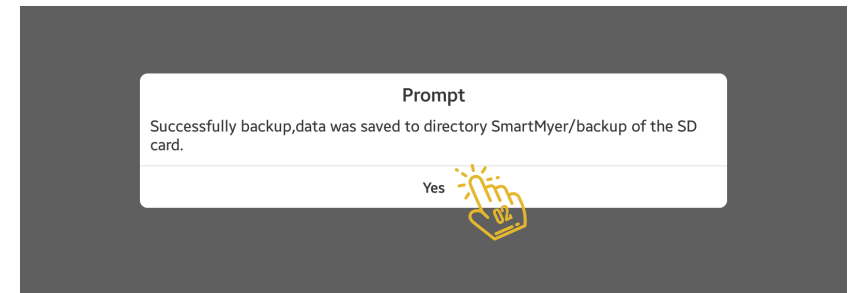 Prompt
Successfully backup,data was saved to directory SmartMyer/backup of the SD
card.
Yes
02